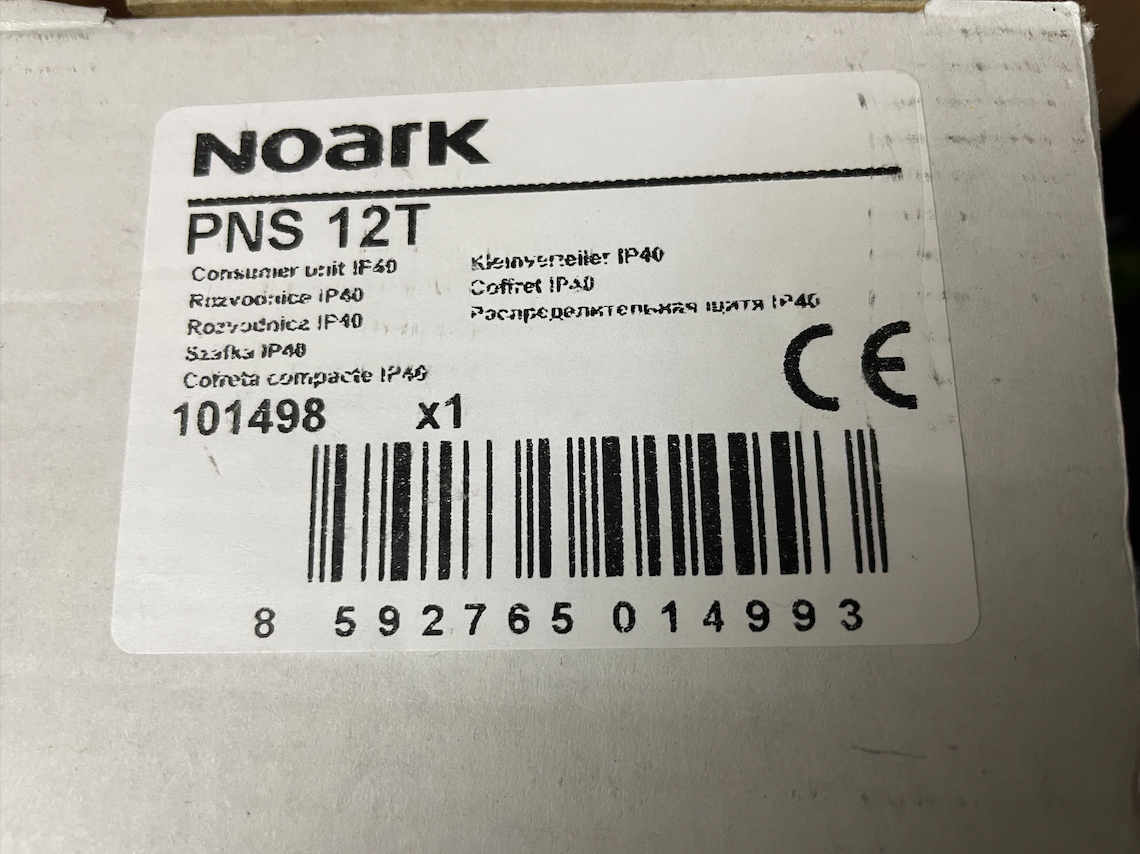 NOARK
PNS 12T
Consumer unit IP40
Rozvodnice IP40
Rozvodnica IP40
Szafka IP40
Cofreta compacte IP40
Kleinverteiler IP40
Coffret IP40
Распределительная щитя IP40
CE
101498 x1
8 592765 014993